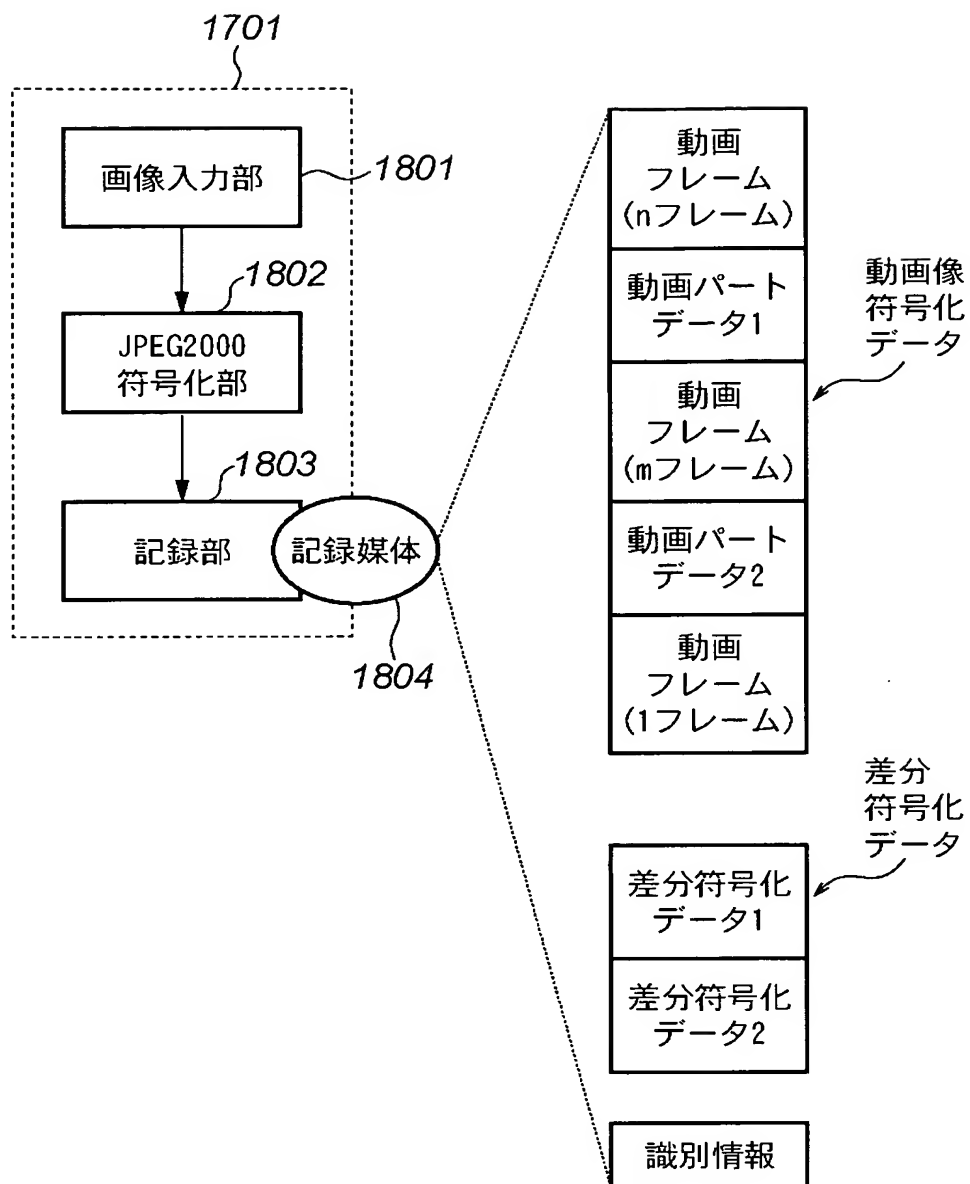 1701
画像入力部
1801
1802
JPEG2000
符号化部
1803
記録部
記録媒体
1804
動画
フレーム
(nフレーム)
動画パート
データ1
動画
フレーム
(mフレーム)
動画パート
データ2
動画
フレーム
(1フレーム)
動画像
符号化
データ
差分
符号化
データ
差分符号化
データ1
差分符号化
データ2
識別情報